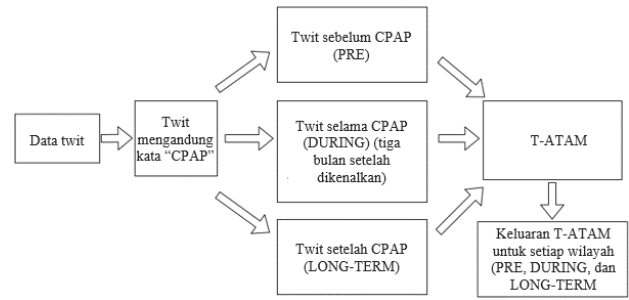 Data twit
Twit
mengandung
kata “CPAP”
Twit sebelum CPAP
(PRE)
Twit selama CPAP
(DURING) (tiga
bulan setelah
dikenalkan)
Twit setelah CPAP
(LONG-TERM)
T-ATAM
Keluaran T-ATAM
untuk setiap wilayah
(PRE, DURING, dan
LONG-TERM